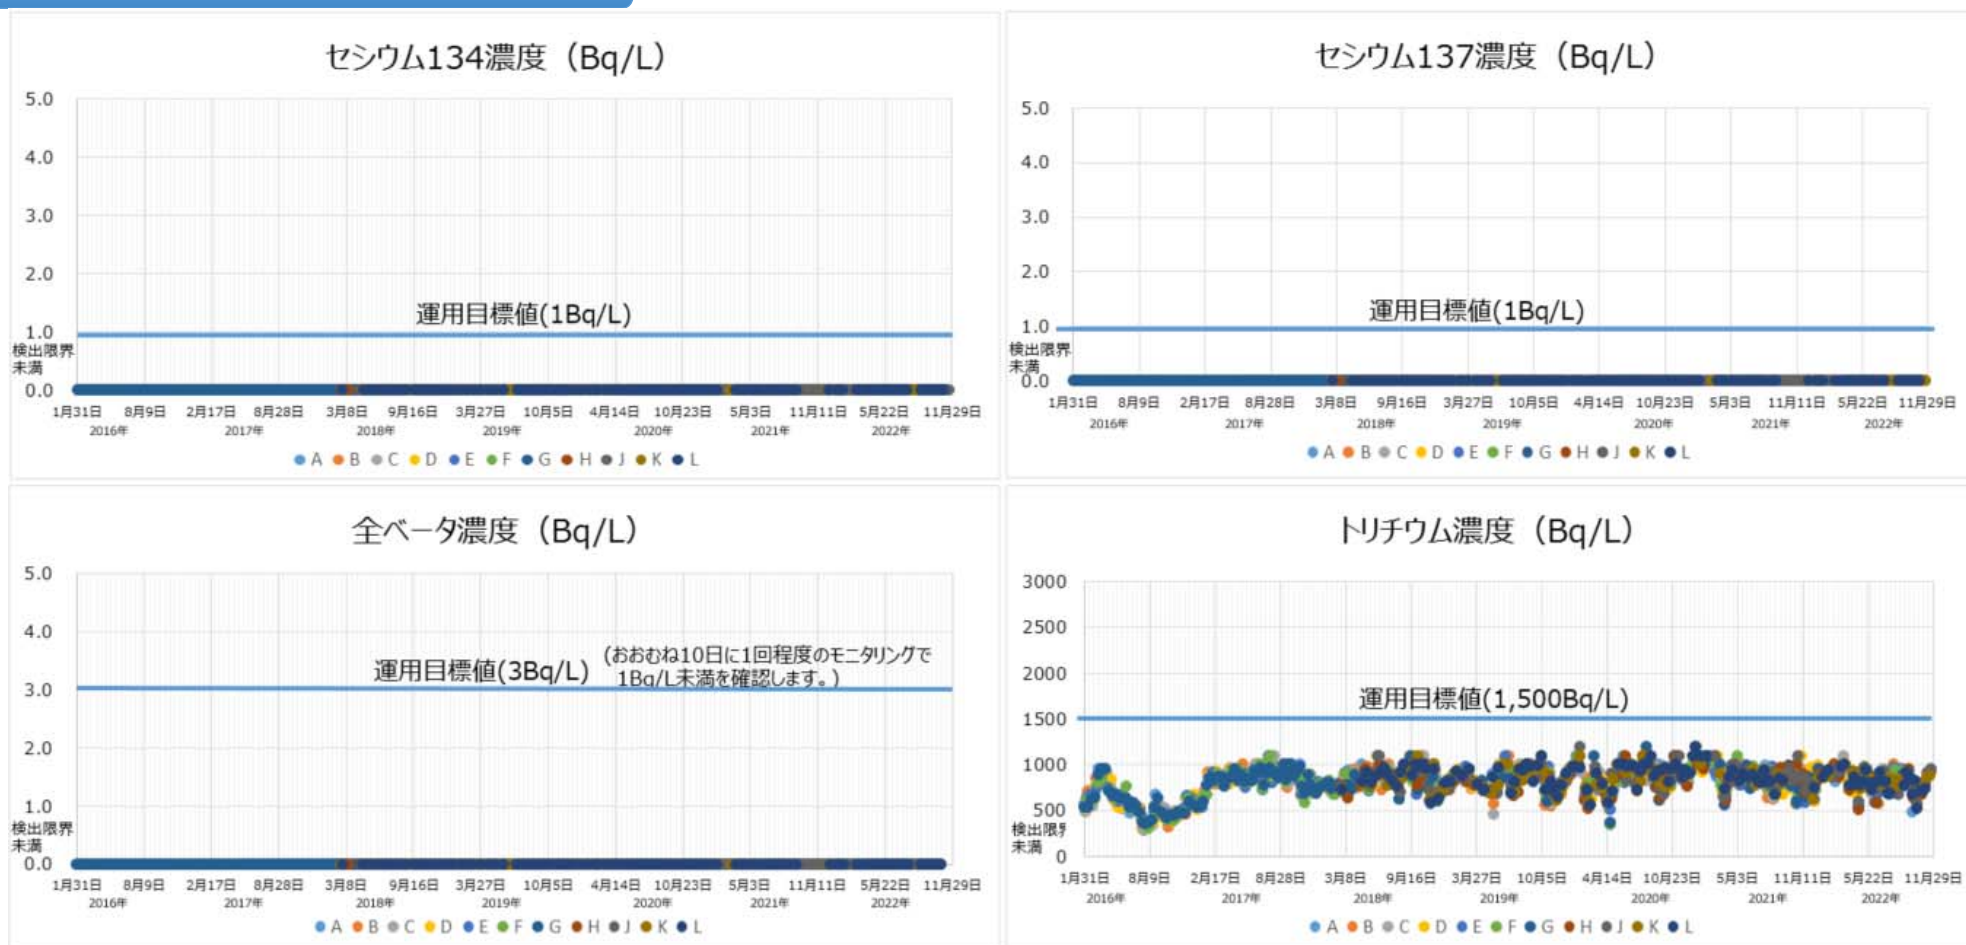 セシウム134濃度（Bq/L）
5.0
4.0
3.0
2.0
運用目標値(1Bq/L)
1.0
検出限界
未満
0.0
1月31日 8月9日 2月17日 8月28日 3月8日 9月16日 3月27日 10月5日 4月14日 10月23日 5月3日 11月11日 5月22日 11月29日
2016年 2017年 2018年 2019年 2020年 2021年 2022年
A B C D E F G H J K L
セシウム137濃度（Bq/L）
5.0
4.0
3.0
2.0
運用目標値(1Bq/L)
1.0
検出限界
未満
0.0
1月31日 8月9日 2月17日 8月28日 3月8日 9月16日 3月27日 10月5日 4月14日 10月23日 5月3日 11月11日 5月22日 11月29日
2016年 2017年 2018年 2019年 2020年 2021年 2022年
A B C D E F G H J K L
全ベータ濃度（Bq/L）
5.0
4.0
運用目標値(3Bq/L)
(おおむね10日に1回程度のモニタリングで
1Bq/L未満を確認します。)
3.0
2.0
1.0
検出限界
未満
0.0
1月31日 8月9日 2月17日 8月28日 3月8日 9月16日 3月27日 10月5日 4月14日 10月23日 5月3日 11月11日 5月22日 11月29日
2016年 2017年 2018年 2019年 2020年 2021年 2022年
A B C D E F G H J K L
トリチウム濃度（Bq/L）
3000
2500
2000
運用目標値(1,500Bq/L)
1500
1000
500
検出限界
未満
0
1月31日 8月9日 2月17日 8月28日 3月8日 9月16日 3月27日 10月5日 4月14日 10月23日 5月3日 11月11日 5月22日 11月29日
2016年 2017年 2018年 2019年 2020年 2021年 2022年
A B C D E F G H J K L